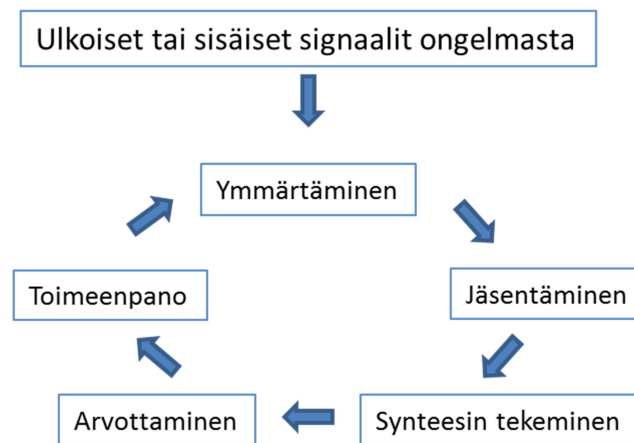 Ulkoiset tai sisäiset signaalit ongelmasta
Ymmärtäminen
Jäsentäminen
Synteesin tekeminen
Arvottaminen
Toimeenpano